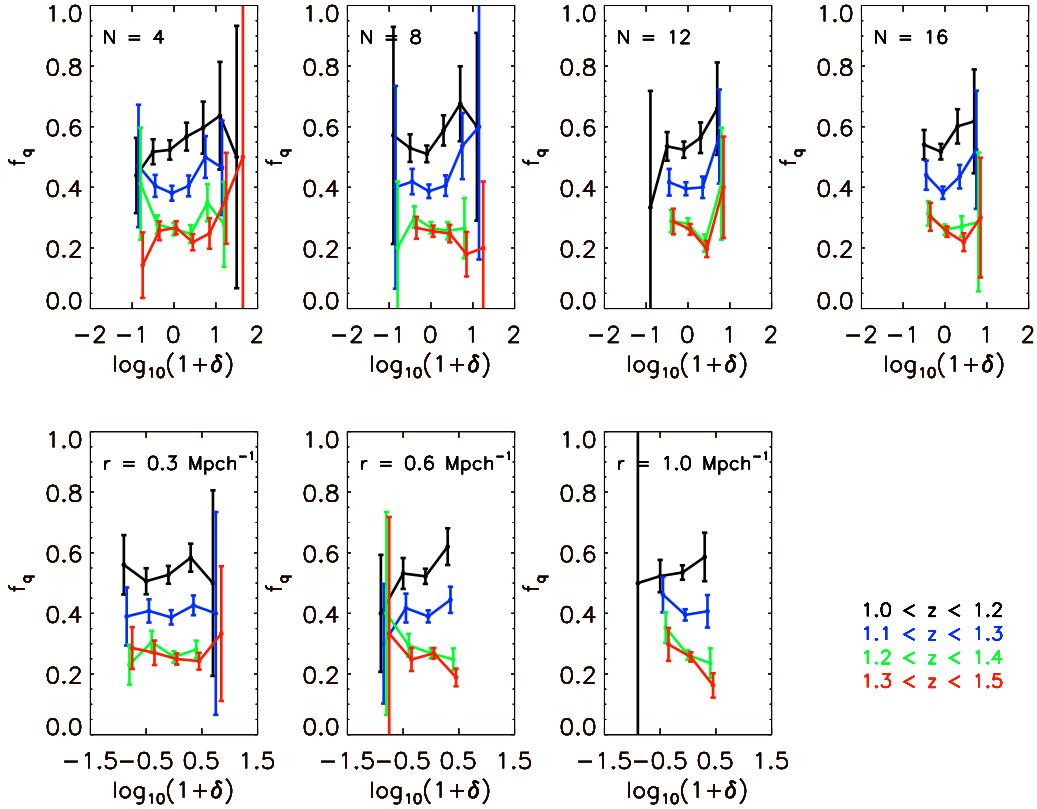 1.0
0.8
0.6
0.4
0.2
0.0
f_q
N = 4
−2 −1 0 1 2
log₁₀(1+δ)
1.0
0.8
0.6
0.4
0.2
0.0
f_q
N = 8
−2 −1 0 1 2
log₁₀(1+δ)
1.0
0.8
0.6
0.4
0.2
0.0
f_q
N = 12
−2 −1 0 1 2
log₁₀(1+δ)
1.0
0.8
0.6
0.4
0.2
0.0
f_q
N = 16
−2 −1 0 1 2
log₁₀(1+δ)
1.0
0.8
0.6
0.4
0.2
0.0
f_q
r = 0.3 Mpch⁻¹
−1.5 −0.5 0.5 1.5
log₁₀(1+δ)
1.0
0.8
0.6
0.4
0.2
0.0
f_q
r = 0.6 Mpch⁻¹
−1.5 −0.5 0.5 1.5
log₁₀(1+δ)
1.0
0.8
0.6
0.4
0.2
0.0
f_q
r = 1.0 Mpch⁻¹
−1.5 −0.5 0.5 1.5
log₁₀(1+δ)
1.0 < z < 1.2
1.1 < z < 1.3
1.2 < z < 1.4
1.3 < z < 1.5